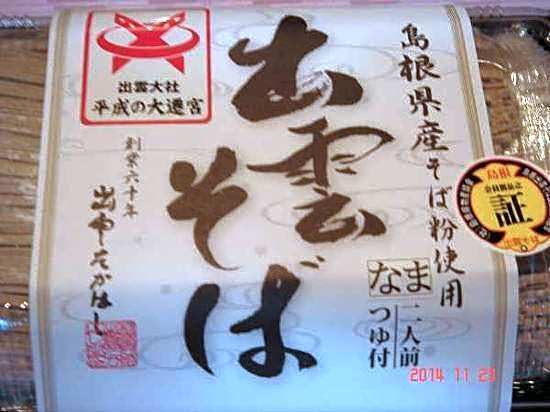 島根県産そば粉使用
なま
二人前
つゆ付
出雲そば
出雲大社
平成の大遷宮
創業六十年
島根
証
2014 11 23